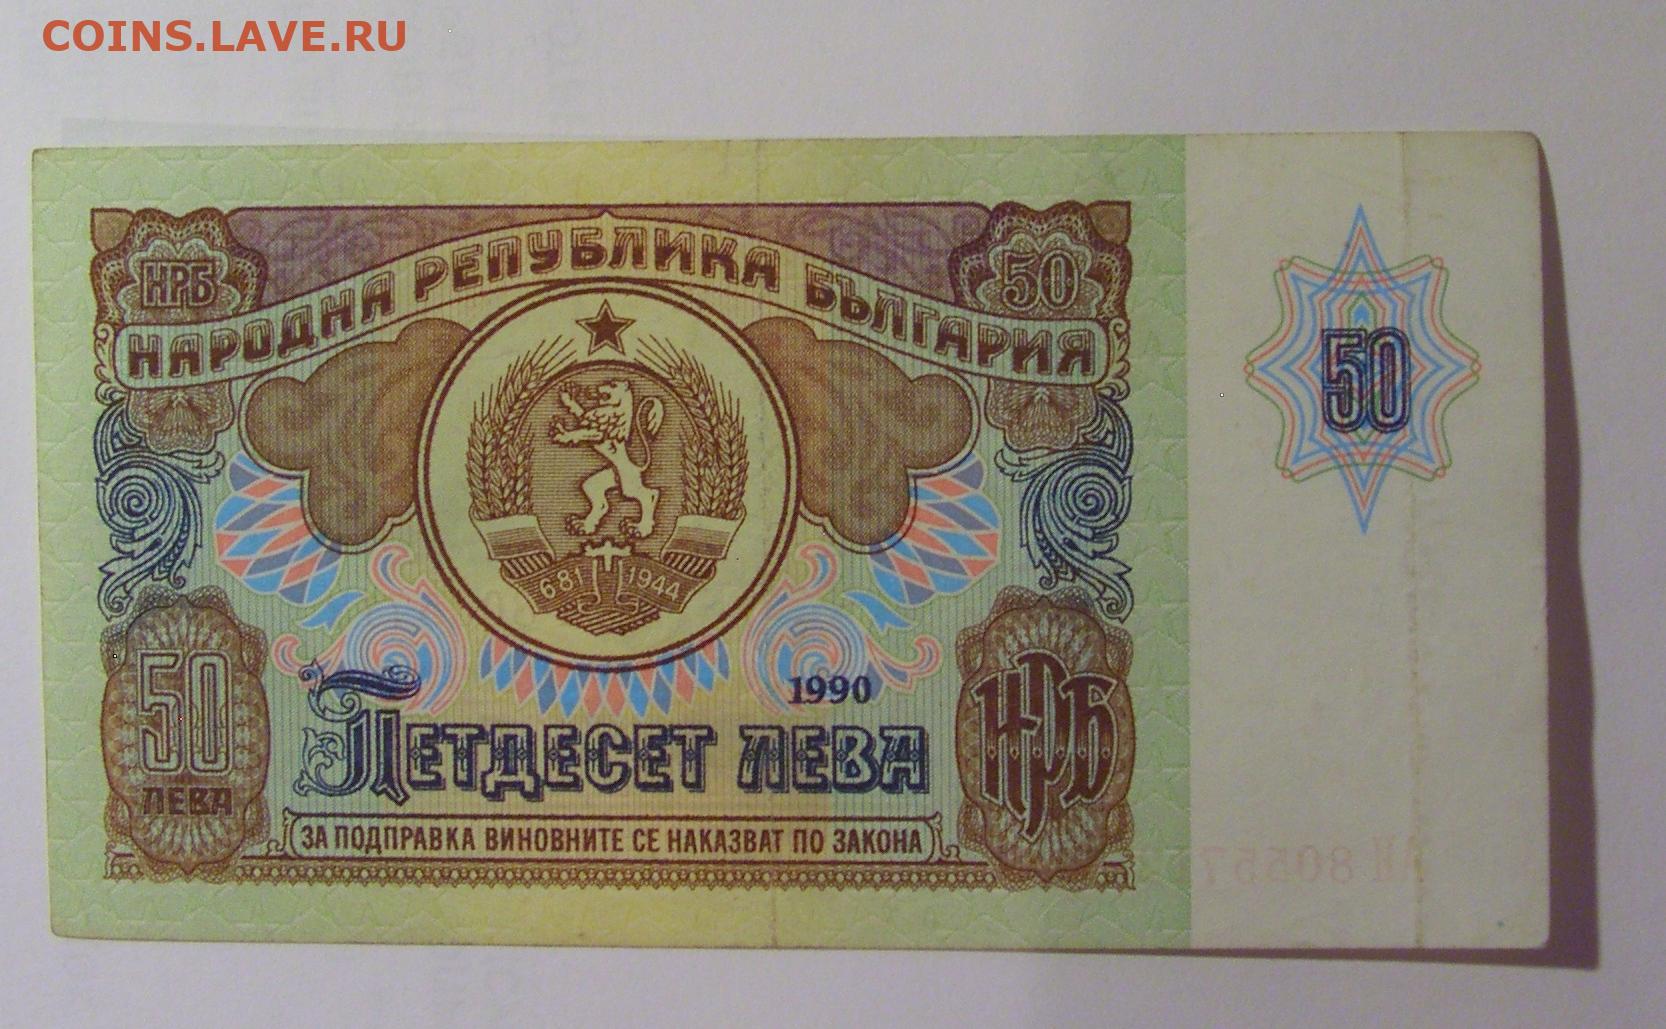 COINS.LAVE.RU
НРБ
50
НАРОДНА РЕПУБЛИКА БЪЛГАРИЯ
50
681 1944
1990
50
ЛЕВА
ПЕТДЕСЕТ ЛЕВА
НРБ
ЗА ПОДПРАВКА ВИНОВНИТЕ СЕ НАКАЗВАТ ПО ЗАКОНА